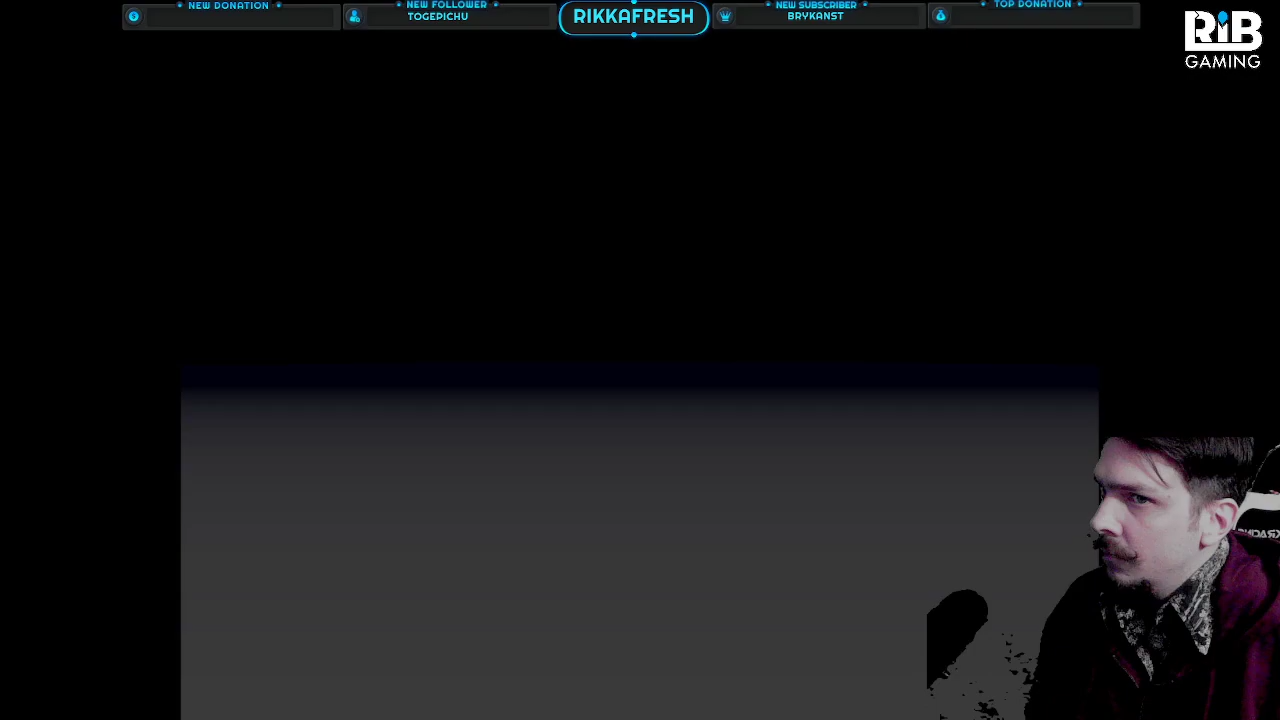 NEW DONATION
NEW FOLLOWER
TOGEPICHU
RIKKAFRESH
NEW SUBSCRIBER
BRYKANST
TOP DONATION
RIB
GAMING